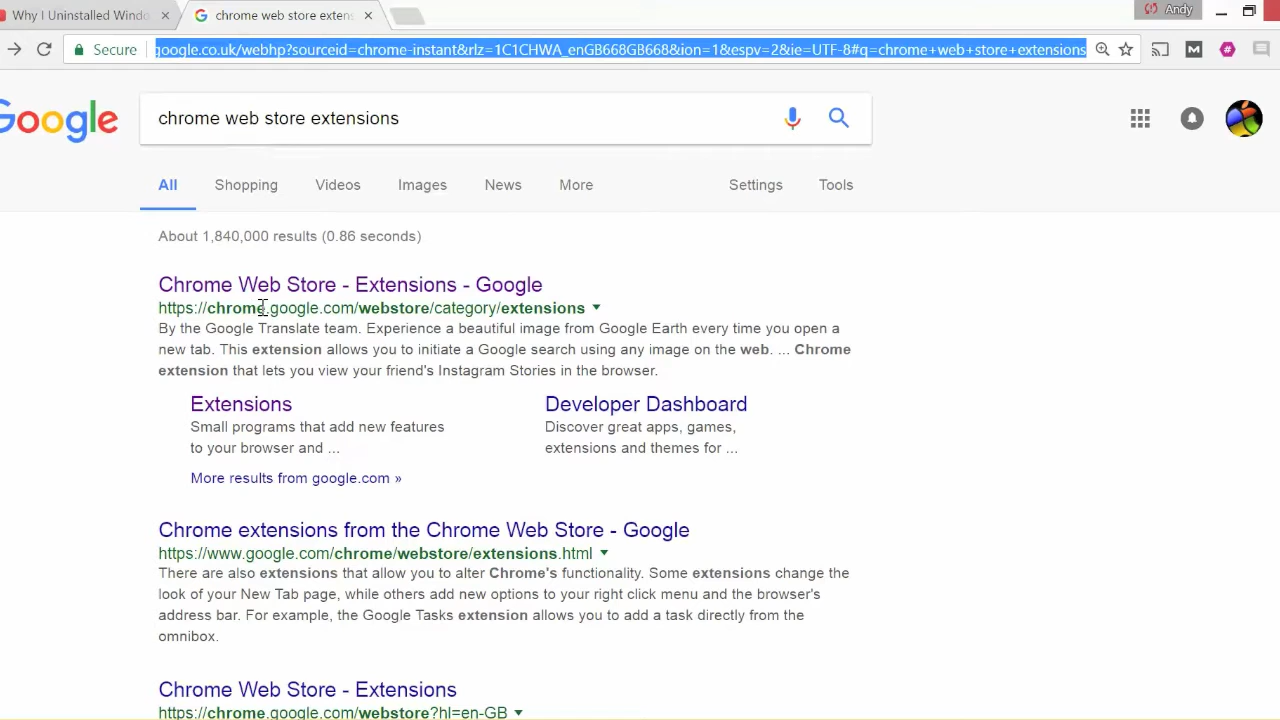 Why I Uninstalled Windo
chrome web store extens
Andy
Secure
google.co.uk/webhp?sourceid=chrome-instant&rlz=1C1CHWA_enGB668GB668&ion=1&espv=2&ie=UTF-8#q=chrome+web+store+extensions
M
#
Google
chrome web store extensions
All Shopping Videos Images News More Settings Tools
About 1,840,000 results (0.86 seconds)
Chrome Web Store - Extensions - Google
https://chrome.google.com/webstore/category/extensions
By the Google Translate team. Experience a beautiful image from Google Earth every time you open a
new tab. This extension allows you to initiate a Google search using any image on the web. ... Chrome
extension that lets you view your friend's Instagram Stories in the browser.
Extensions
Small programs that add new features
to your browser and ...
Developer Dashboard
Discover great apps, games,
extensions and themes for ...
More results from google.com »
Chrome extensions from the Chrome Web Store - Google
https://www.google.com/chrome/webstore/extensions.html
There are also extensions that allow you to alter Chrome's functionality. Some extensions change the
look of your New Tab page, while others add new options to your right click menu and the browser's
address bar. For example, the Google Tasks extension allows you to add a task directly from the
omnibox.
Chrome Web Store - Extensions
https://chrome.google.com/webstore?hl=en-GB